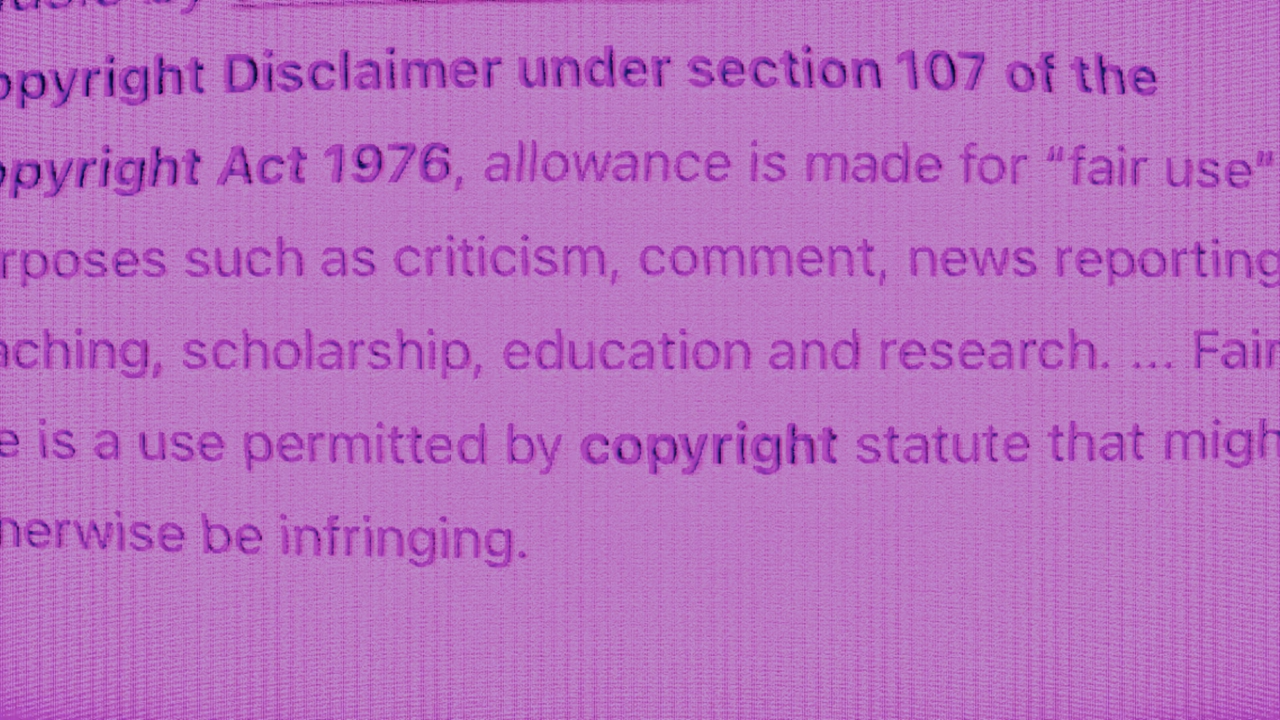 opyright Disclaimer under section 107 of the
opyright Act 1976, allowance is made for “fair use”
rposes such as criticism, comment, news reporting
aching, scholarship, education and research. ... Fair
e is a use permitted by copyright statute that migh
herwise be infringing.